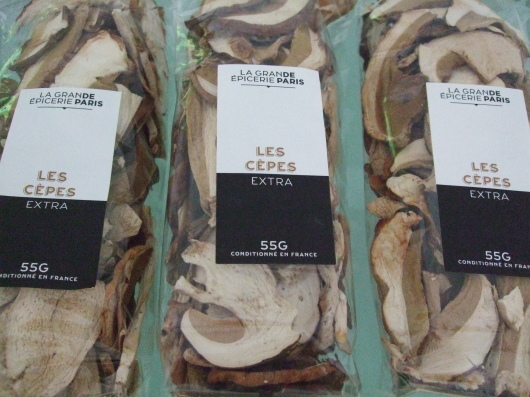 LA GRANDE
ÉPICERIE PARIS
LES
CÈPES
EXTRA
55G
CONDITIONNÉ EN FRANCE
LA GRANDE
ÉPICERIE PARIS
LES
CÈPES
EXTRA
55G
CONDITIONNÉ EN FRANCE
LA GRANDE
ÉPICERIE PARIS
LES
CÈPES
EXTRA
55G
CONDITIONNÉ EN FRANCE